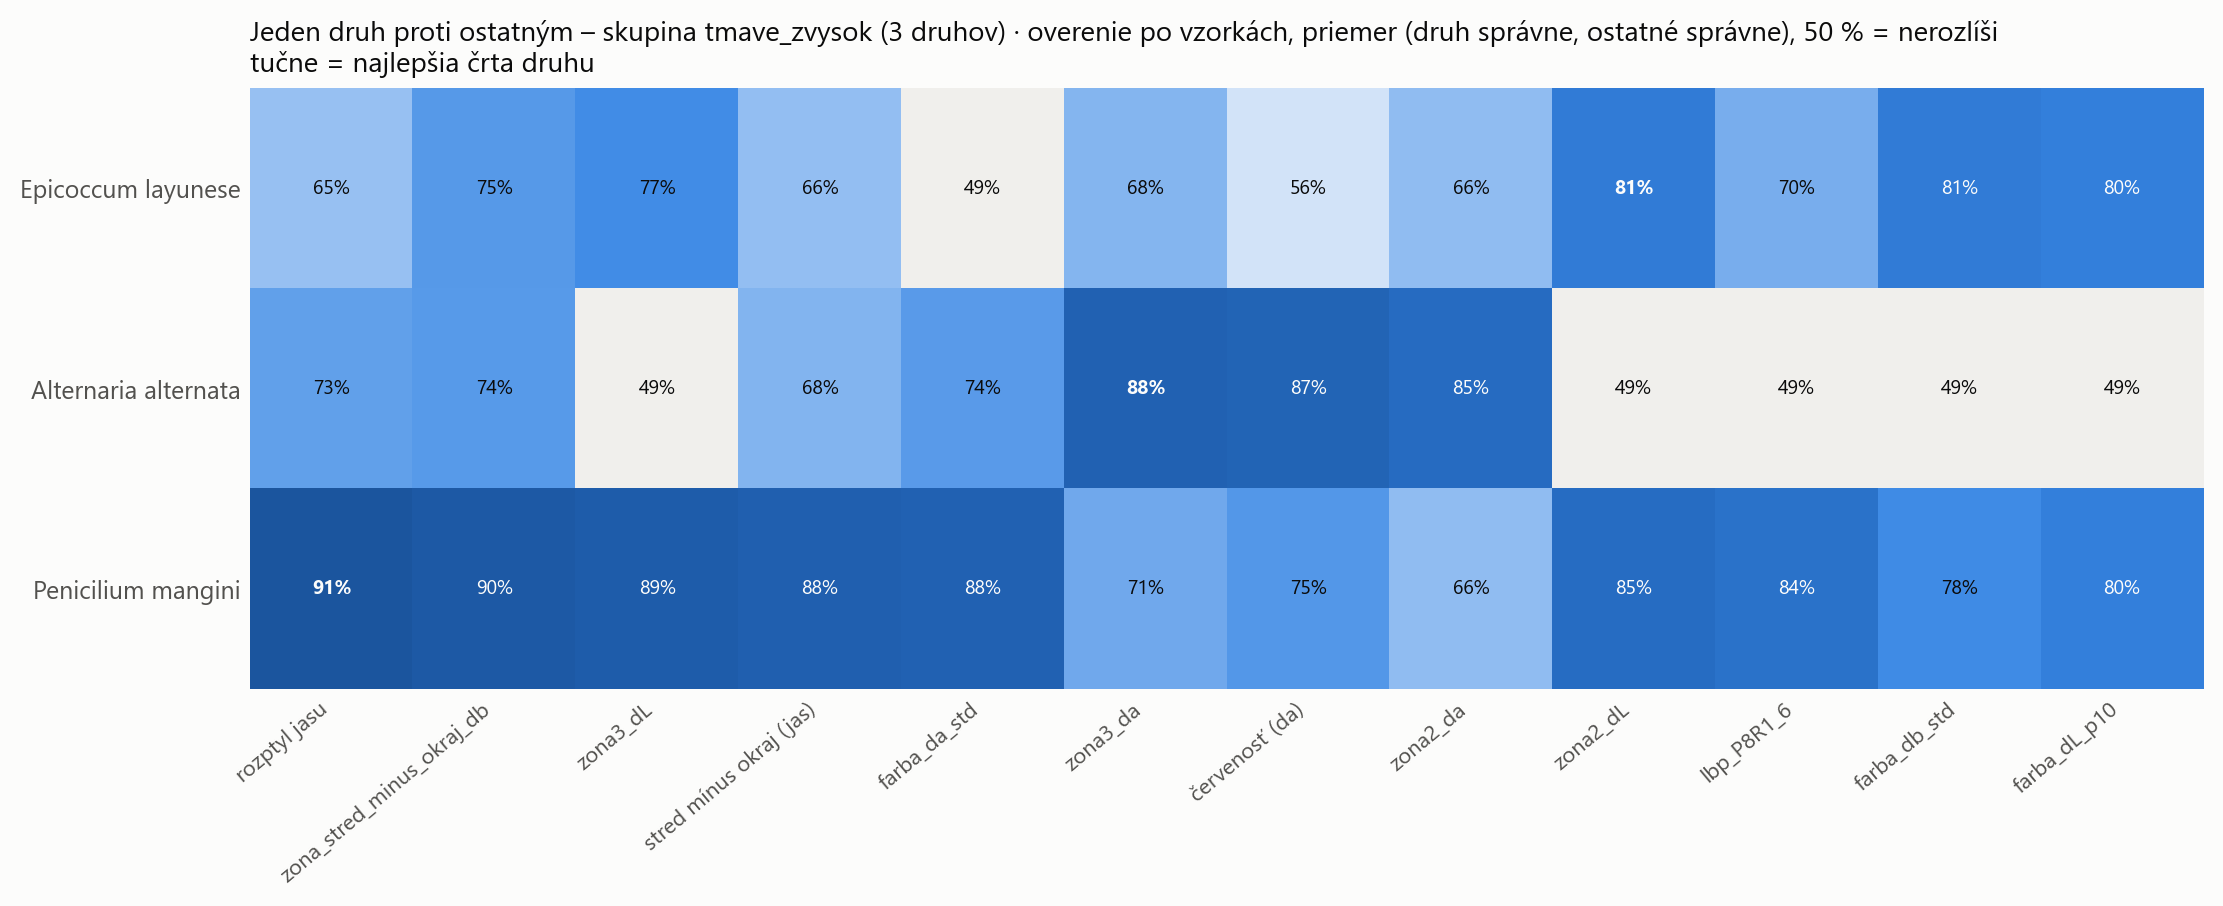 Jeden druh proti ostatným – skupina tmave_zvysok (3 druhov) · overenie po vzorkách, priemer (druh správne, ostatné správne), 50 % = nerozlíši
tučne = najlepšia črta druhu
Epicoccum layunese 65% 75% 77% 66% 49% 68% 56% 66% 81% 70% 81% 80%
Alternaria alternata 73% 74% 49% 68% 74% 88% 87% 85% 49% 49% 49% 49%
Penicilium mangini 91% 90% 89% 88% 88% 71% 75% 66% 85% 84% 78% 80%
rozptyl jasu
zona_stred_minus_okraj_db
zona3_dL
stred mínus okraj (jas)
farba_da_std
zona3_da
červenosť (da)
zona2_da
zona2_dL
lbp_P8R1_6
farba_db_std
farba_dL_p10